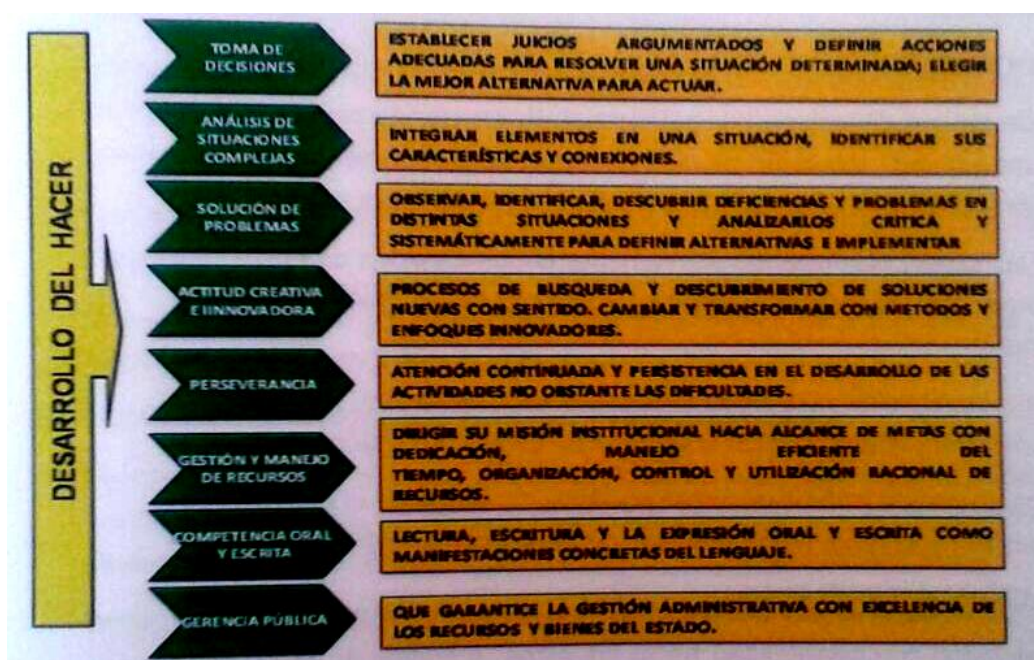 DESARROLLO DEL HACER
TOMA DE
DECISIONES
ESTABLECER JUICIOS ARGUMENTADOS Y DEFINIR ACCIONES
ADECUADAS PARA RESOLVER UNA SITUACIÓN DETERMINADA; ELEGIR
LA MEJOR ALTERNATIVA PARA ACTUAR.
ANÁLISIS DE
SITUACIONES
COMPLEJAS
INTEGRAR ELEMENTOS EN UNA SITUACIÓN, IDENTIFICAR SUS
CARACTERÍSTICAS Y CONEXIONES.
SOLUCIÓN DE
PROBLEMAS
OBSERVAR, IDENTIFICAR, DESCUBRIR DEFICIENCIAS Y PROBLEMAS EN
DISTINTAS SITUACIONES Y ANALIZARLOS CRITICA Y
SISTEMÁTICAMENTE PARA DEFINIR ALTERNATIVAS E IMPLEMENTAR
ACTITUD CREATIVA
E IINNOVADORA
PROCESOS DE BUSQUEDA Y DESCUBRIMIENTO DE SOLUCIONES
NUEVAS CON SENTIDO. CAMBIAR Y TRANSFORMAR CON METODOS Y
ENFOQUES INNOVADORES.
PERSEVERANCIA
ATENCIÓN CONTINUADA Y PERSISTENCIA EN EL DESARROLLO DE LAS
ACTIVIDADES NO OBSTANTE LAS DIFICULTADES.
GESTIÓN Y MANEJO
DE RECURSOS
DIRIGIR SU MISIÓN INSTITUCIONAL HACIA ALCANCE DE METAS CON
DEDICACIÓN, MANEJO EFICIENTE DEL
TIEMPO, ORGANIZACIÓN, CONTROL Y UTILIZACIÓN RACIONAL DE
RECURSOS.
COMPETENCIA ORAL
Y ESCRITA
LECTURA, ESCRITURA Y LA EXPRESIÓN ORAL Y ESCRITA COMO
MANIFESTACIONES CONCRETAS DEL LENGUAJE.
GERENCIA PÚBLICA
QUE GARANTICE LA GESTIÓN ADMINISTRATIVA CON EXCELENCIA DE
LOS RECURSOS Y BIENES DEL ESTADO.